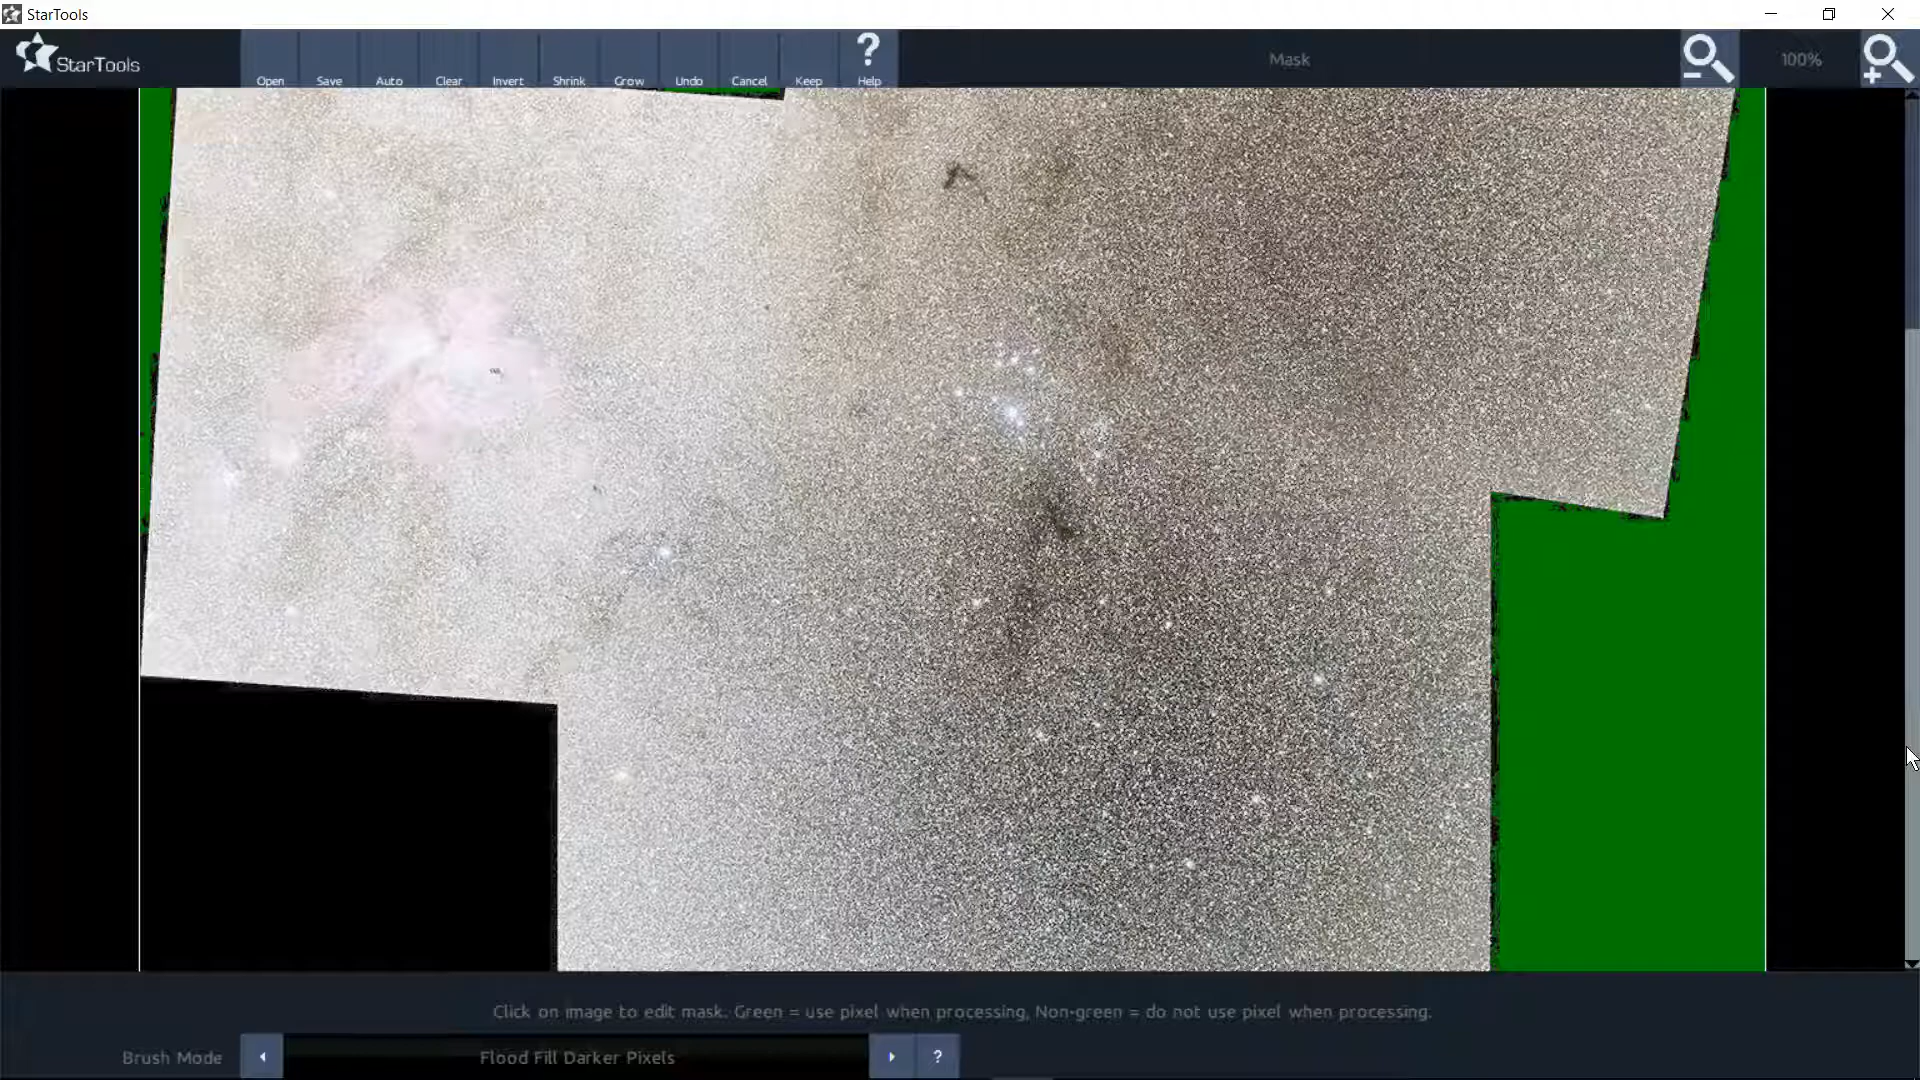 StarTools
StarTools
Open Save Auto Clear Invert Shrink Grow Undo Cancel Keep Help
Mask
100%
Click on image to edit mask. Green = use pixel when processing, Non-green = do not use pixel when processing.
Brush Mode
Flood Fill Darker Pixels
?